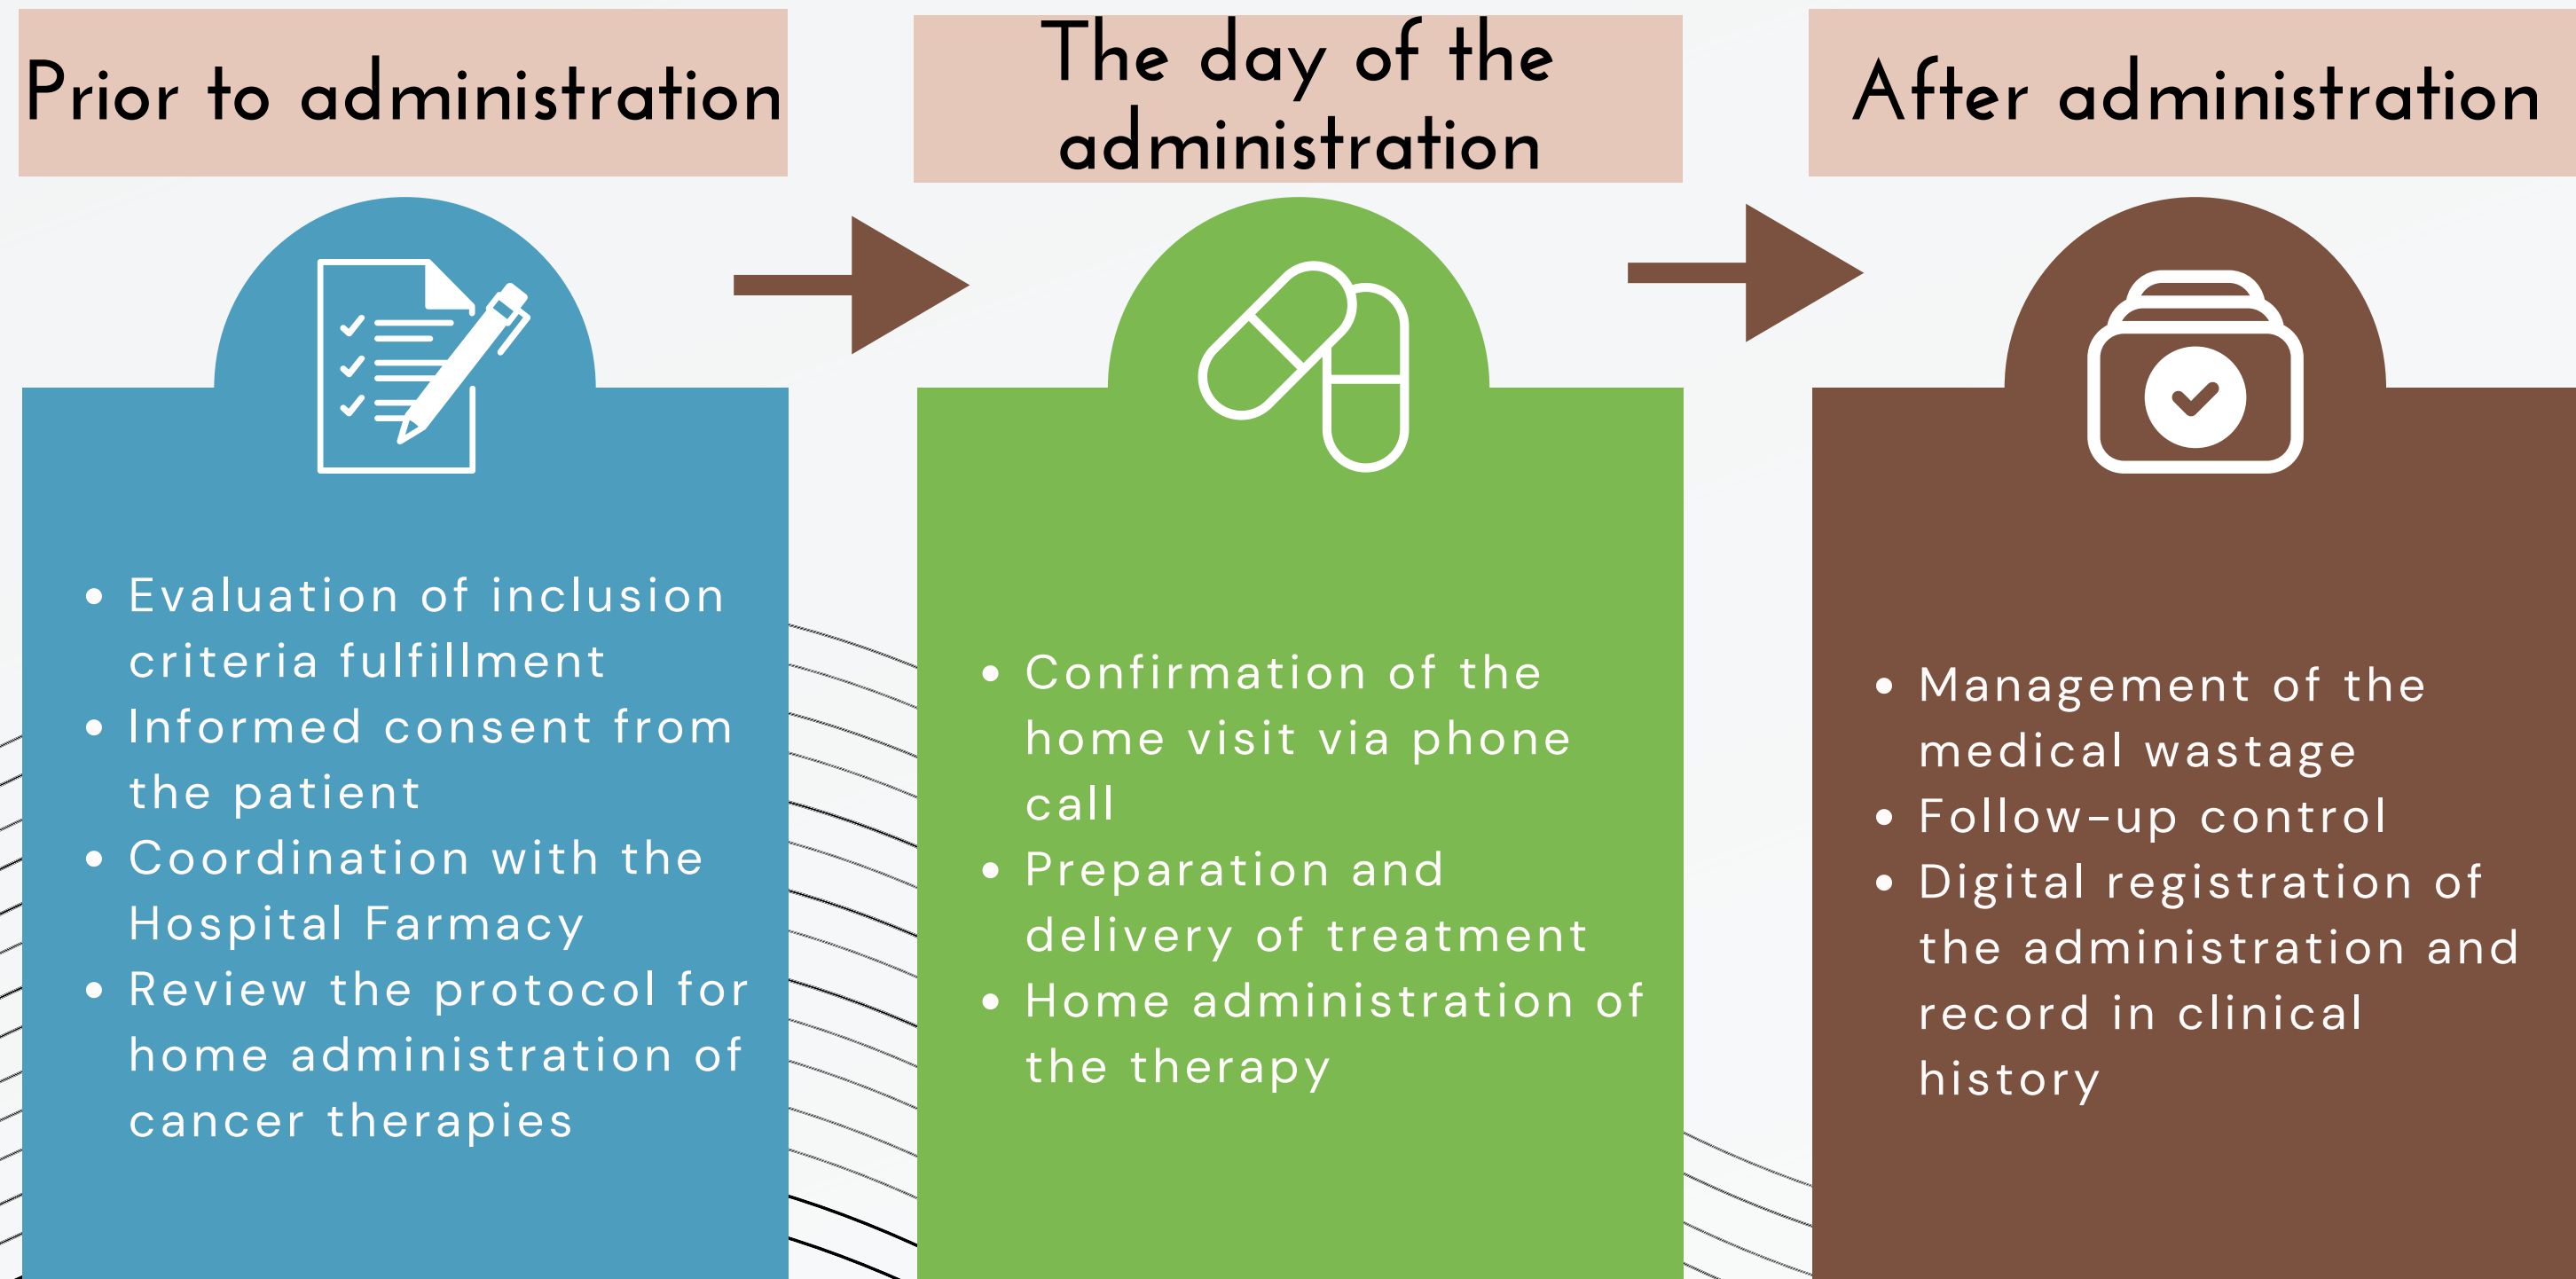 Prior to administration
• Evaluation of inclusion
criteria fulfillment
• Informed consent from
the patient
• Coordination with the
Hospital Farmacy
• Review the protocol for
home administration of
cancer therapies
The day of the
administration
• Confirmation of the
home visit via phone
call
• Preparation and
delivery of treatment
• Home administration of
the therapy
After administration
• Management of the
medical wastage
• Follow-up control
• Digital registration of
the administration and
record in clinical
history